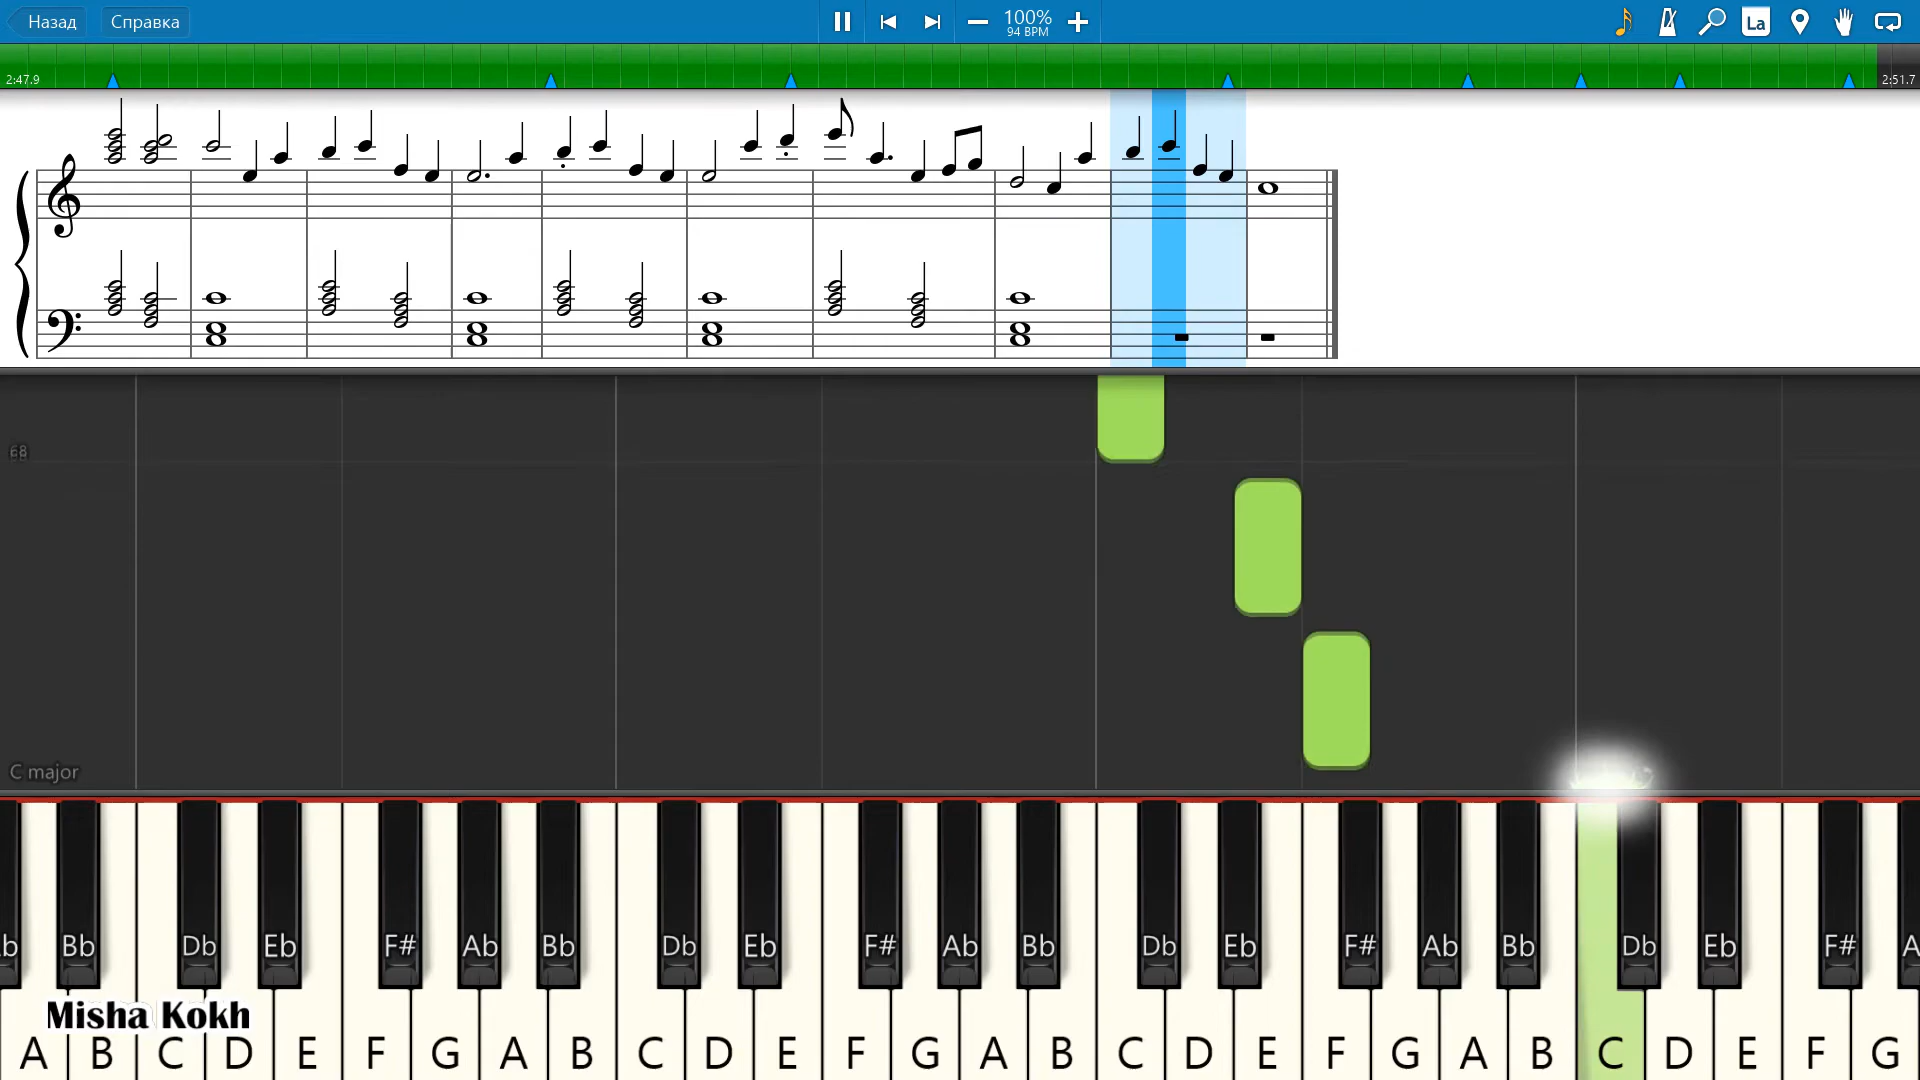 Назад Справка 100% La
94 BPM
2:47.9 2:51.7
C major
Bb Db Eb F# Ab Bb Db Eb F# Ab Bb Db Eb F# Ab Bb Db Eb F#
Misha Kokh
A B C D E F G A B C D E F G A B C D E F G A B C D E F G